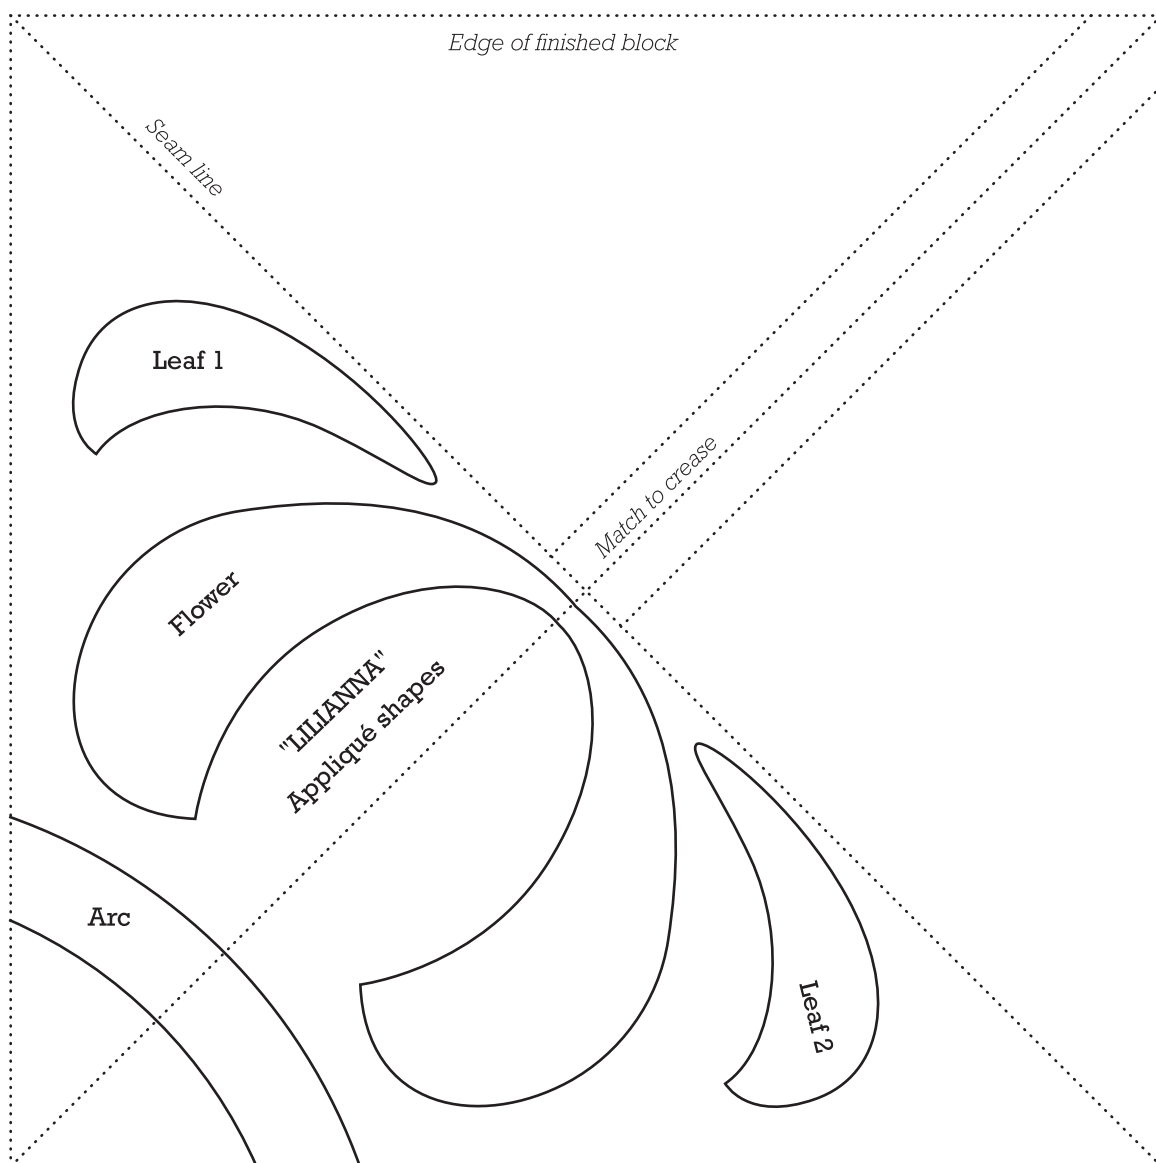 Edge of finished block
Seam line
Leaf 1
Match to crease
Flower
"LILIANNA"
Appliqué shapes
Arc
Leaf 2